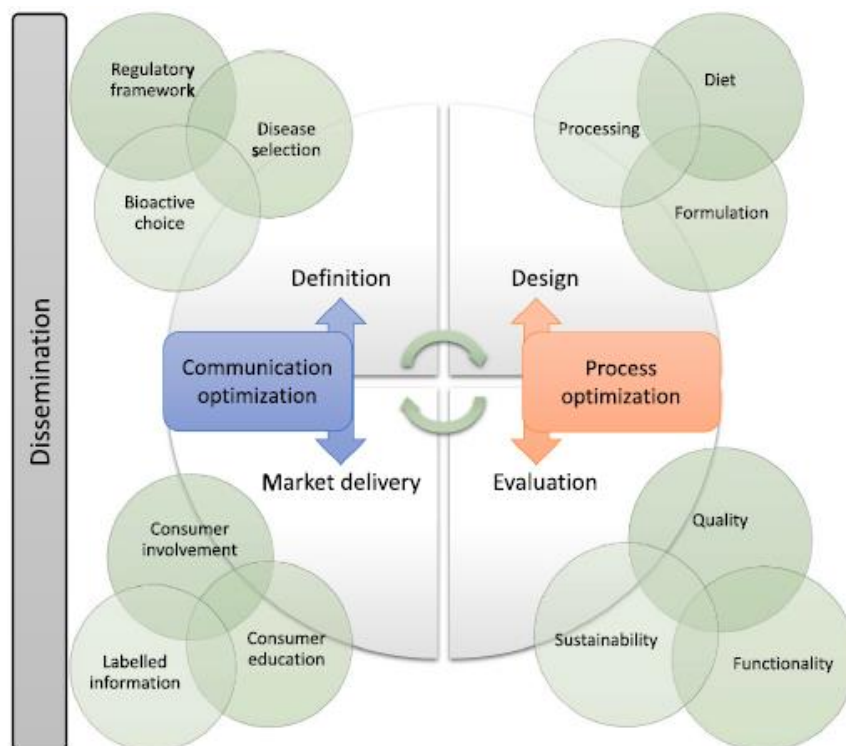 Dissemination
Regulatory
framework
Disease
selection
Bioactive
choice
Diet
Processing
Formulation
Definition
Design
Communication
optimization
Process
optimization
Market delivery
Evaluation
Consumer
involvement
Consumer
education
Labelled
information
Quality
Sustainability
Functionality